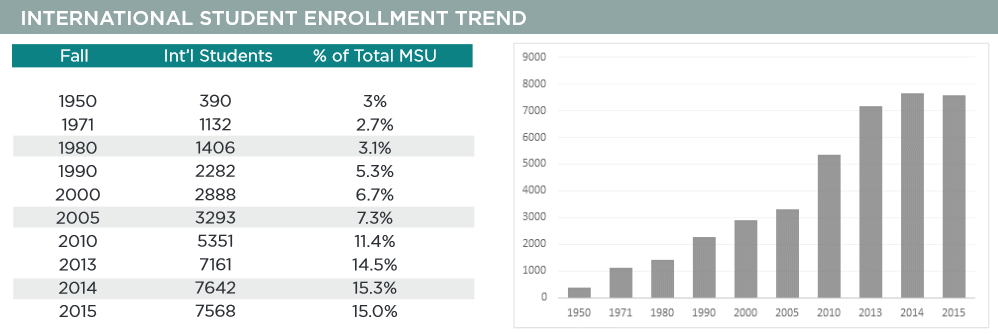 INTERNATIONAL STUDENT ENROLLMENT TREND
Fall Int'l Students % of Total MSU
1950 390 3%
1971 1132 2.7%
1980 1406 3.1%
1990 2282 5.3%
2000 2888 6.7%
2005 3293 7.3%
2010 5351 11.4%
2013 7161 14.5%
2014 7642 15.3%
2015 7568 15.0%
9000
8000
7000
6000
5000
4000
3000
2000
1000
0
1950 1971 1980 1990 2000 2005 2010 2013 2014 2015